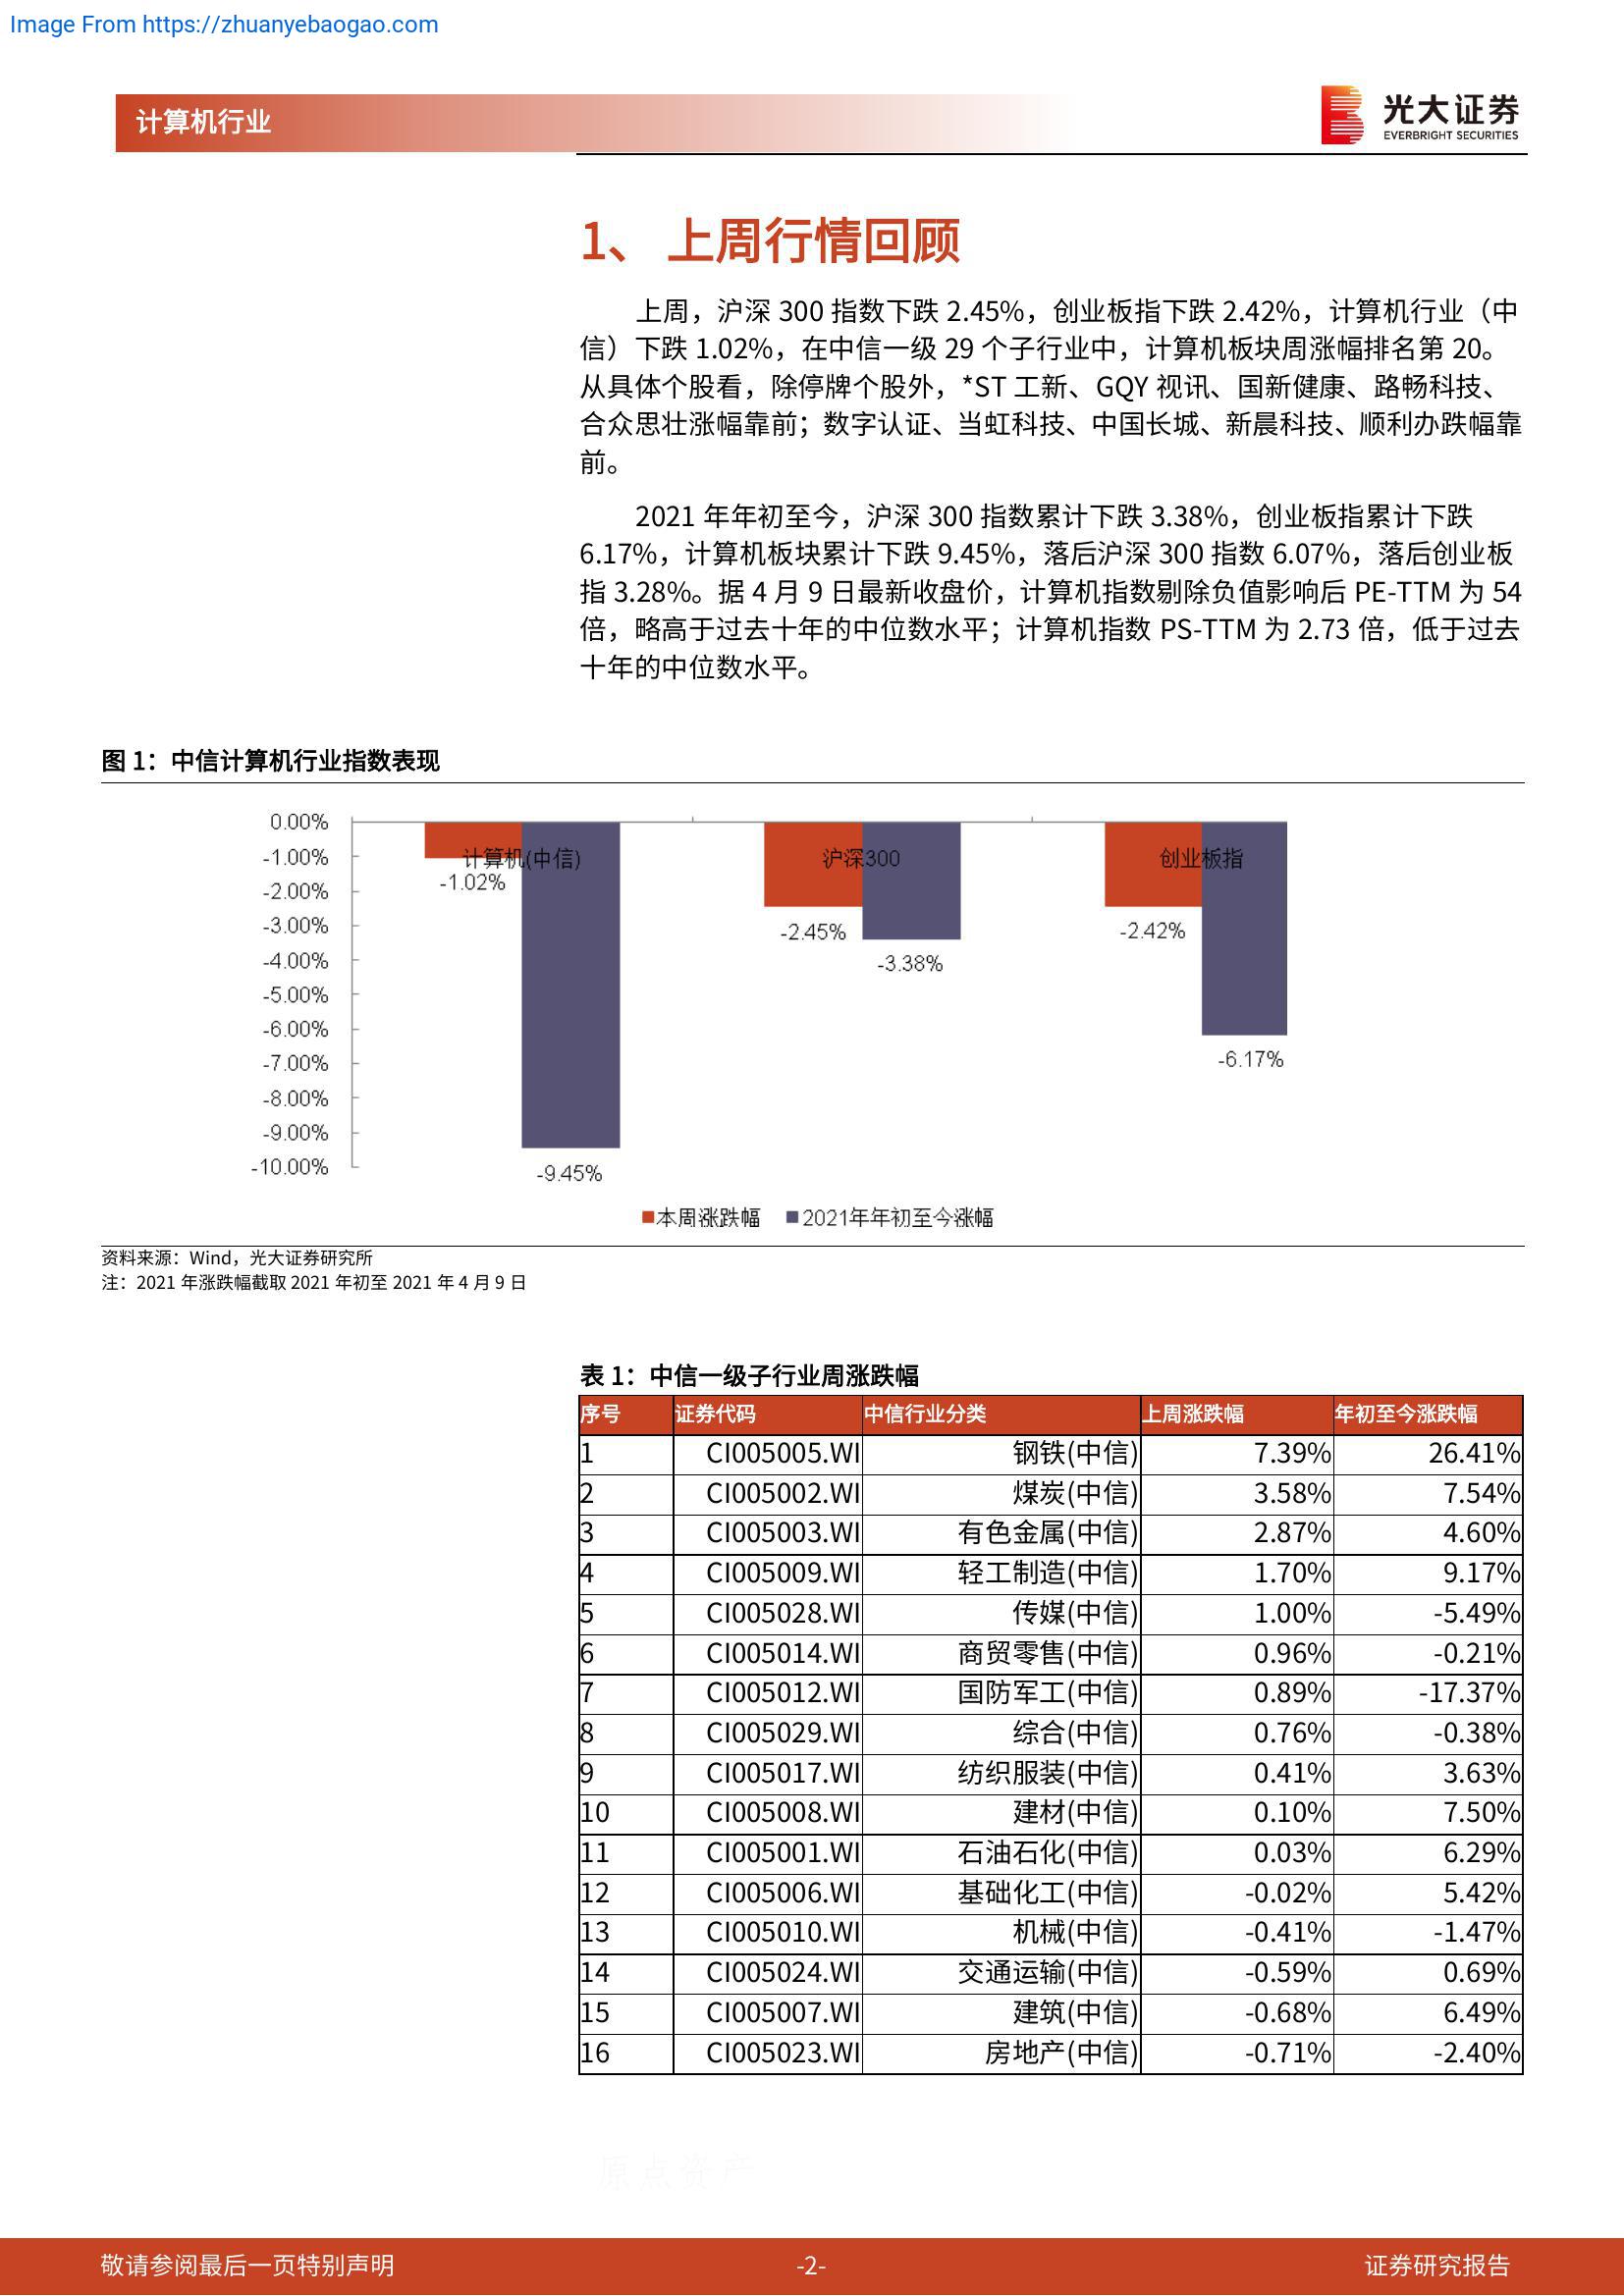 Image From https://zhuanyebaogao.com
计算机行业
光大证券
EVERBRIGHT SECURITIES
1、 上周行情回顾
上周，沪深 300 指数下跌 2.45%，创业板指下跌 2.42%，计算机行业（中
信）下跌 1.02%，在中信一级 29 个子行业中，计算机板块周涨幅排名第 20。
从具体个股看，除停牌个股外，*ST 工新、GQY 视讯、国新健康、路畅科技、
合众思壮涨幅靠前；数字认证、当虹科技、中国长城、新晨科技、顺利办跌幅靠
前。
2021 年年初至今，沪深 300 指数累计下跌 3.38%，创业板指累计下跌
6.17%，计算机板块累计下跌 9.45%，落后沪深 300 指数 6.07%，落后创业板
指 3.28%。据 4 月 9 日最新收盘价，计算机指数剔除负值影响后 PE-TTM 为 54
倍，略高于过去十年的中位数水平；计算机指数 PS-TTM 为 2.73 倍，低于过去
十年的中位数水平。
图 1：中信计算机行业指数表现
0.00%
-1.00%
-2.00%
-3.00%
-4.00%
-5.00%
-6.00%
-7.00%
-8.00%
-9.00%
-10.00%
计算机(中信) 沪深300 创业板指
-1.02%
-9.45%
-2.45%
-3.38%
-2.42%
-6.17%
本周涨跌幅 2021年年初至今涨幅
资料来源：Wind，光大证券研究所
注：2021 年涨跌幅截取 2021 年初至 2021 年 4 月 9 日
表 1：中信一级子行业周涨跌幅
序号 证券代码 中信行业分类 上周涨跌幅 年初至今涨跌幅
1 CI005005.WI 钢铁(中信) 7.39% 26.41%
2 CI005002.WI 煤炭(中信) 3.58% 7.54%
3 CI005003.WI 有色金属(中信) 2.87% 4.60%
4 CI005009.WI 轻工制造(中信) 1.70% 9.17%
5 CI005028.WI 传媒(中信) 1.00% -5.49%
6 CI005014.WI 商贸零售(中信) 0.96% -0.21%
7 CI005012.WI 国防军工(中信) 0.89% -17.37%
8 CI005029.WI 综合(中信) 0.76% -0.38%
9 CI005017.WI 纺织服装(中信) 0.41% 3.63%
10 CI005008.WI 建材(中信) 0.10% 7.50%
11 CI005001.WI 石油石化(中信) 0.03% 6.29%
12 CI005006.WI 基础化工(中信) -0.02% 5.42%
13 CI005010.WI 机械(中信) -0.41% -1.47%
14 CI005024.WI 交通运输(中信) -0.59% 0.69%
15 CI005007.WI 建筑(中信) -0.68% 6.49%
16 CI005023.WI 房地产(中信) -0.71% -2.40%
原点资产
敬请参阅最后一页特别声明 -2- 证券研究报告